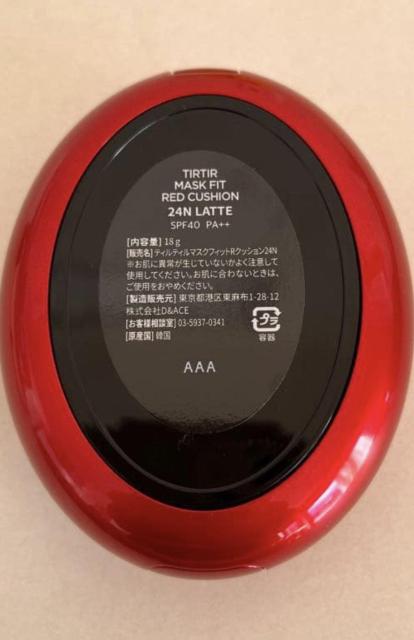 TIRTIR
MASK FIT
RED CUSHION
24N LATTE
SPF40 PA++
[内容量] 18 g
[販売名] ティルティルマスクフィットRクッション24N
※お肌に異常が生じていないかよく注意して
使用してください。お肌に合わないときは、
ご使用をおやめください。
[製造販売元] 東京都港区東麻布1-28-12
株式会社D&ACE
[お客様相談室] 03-5937-0341
[原産国] 韓国
プラ
容器
AAA